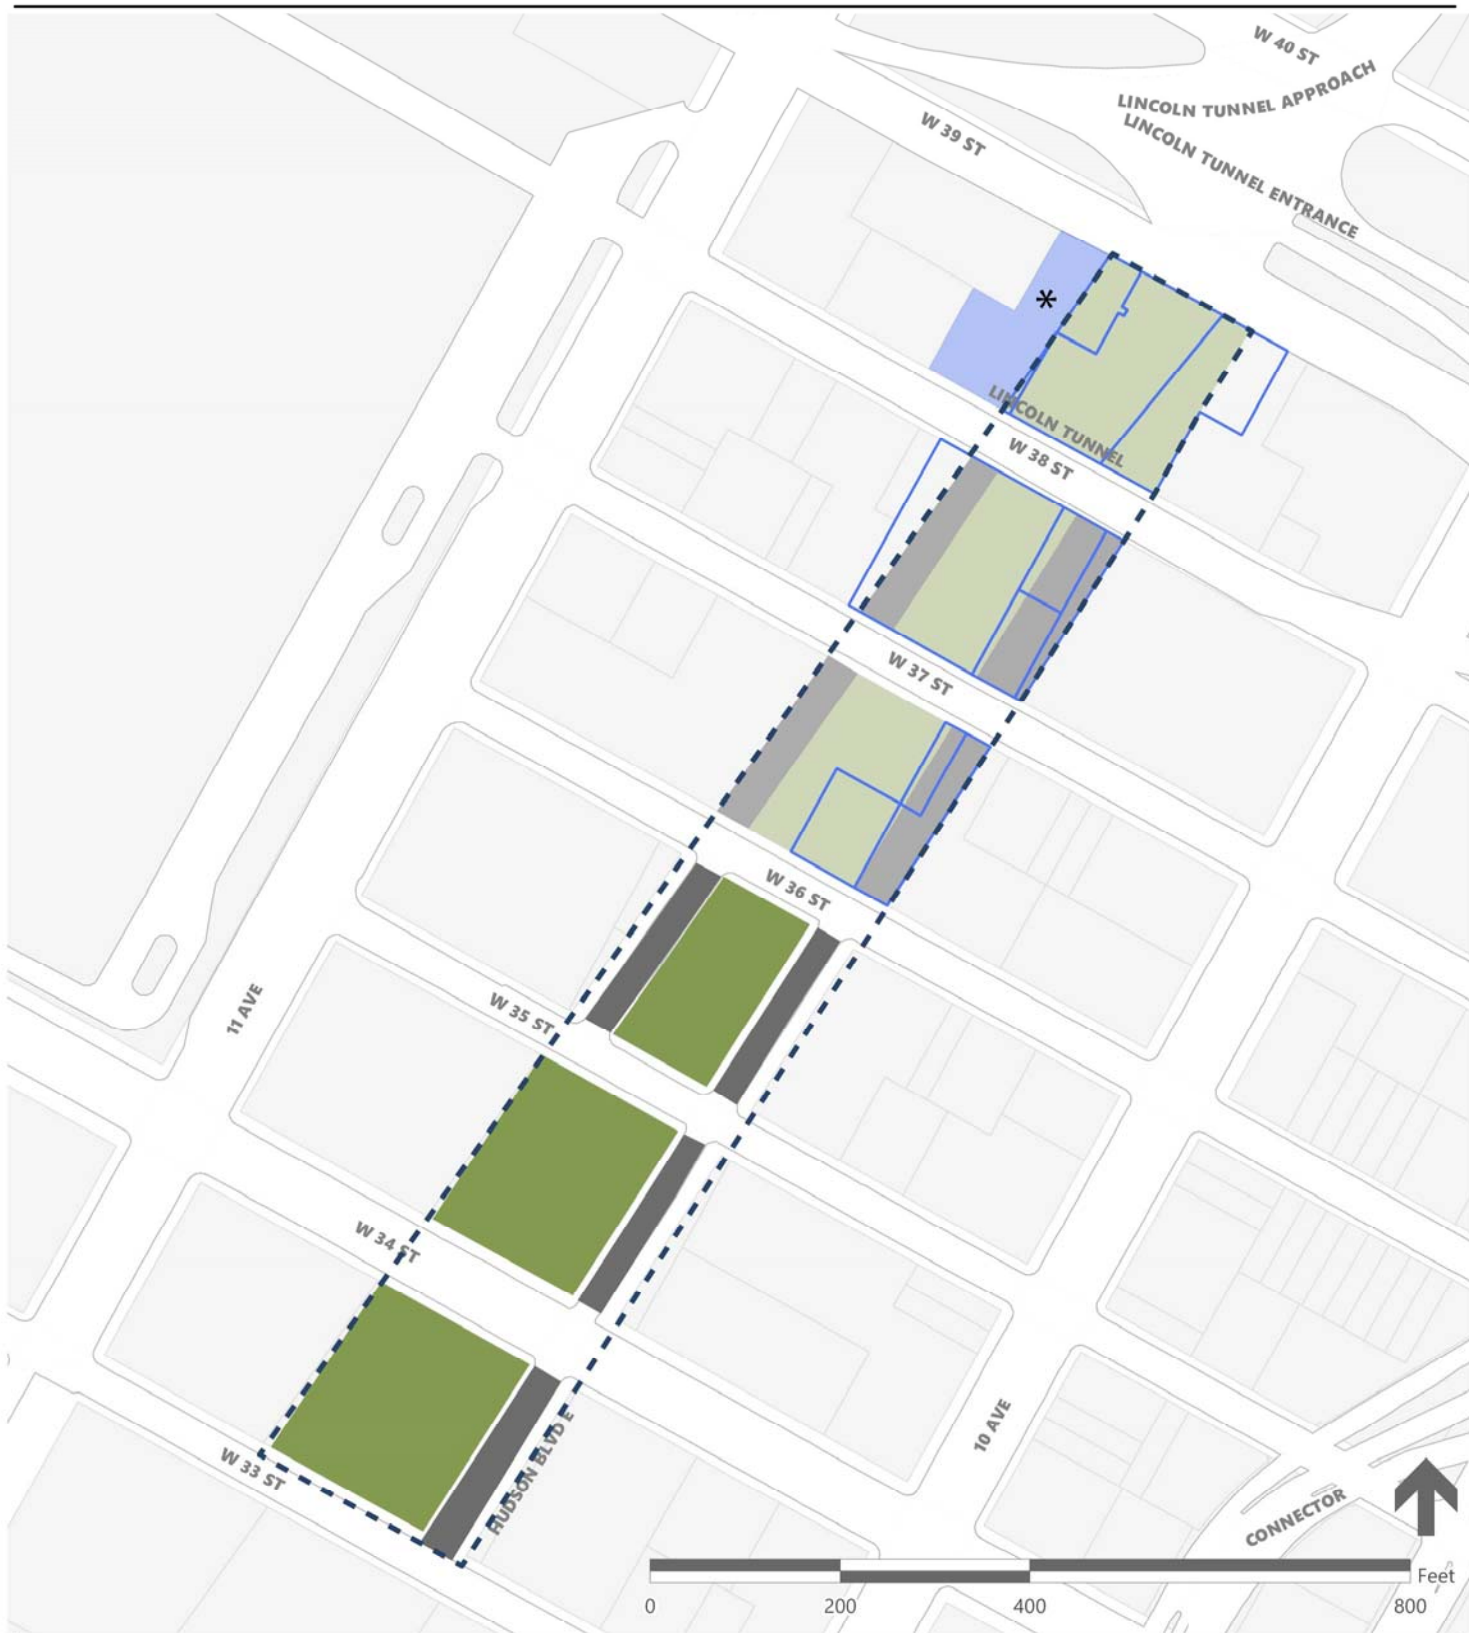 W 40 ST
LINCOLN TUNNEL APPROACH
W 39 ST
LINCOLN TUNNEL ENTRANCE
*
LINCOLN TUNNEL
W 38 ST
W 37 ST
W 36 ST
W 35 ST
11 AVE
W 34 ST
10 AVE
HUDSON BLVD E
W 33 ST
CONNECTOR
Feet
0 200 400 800